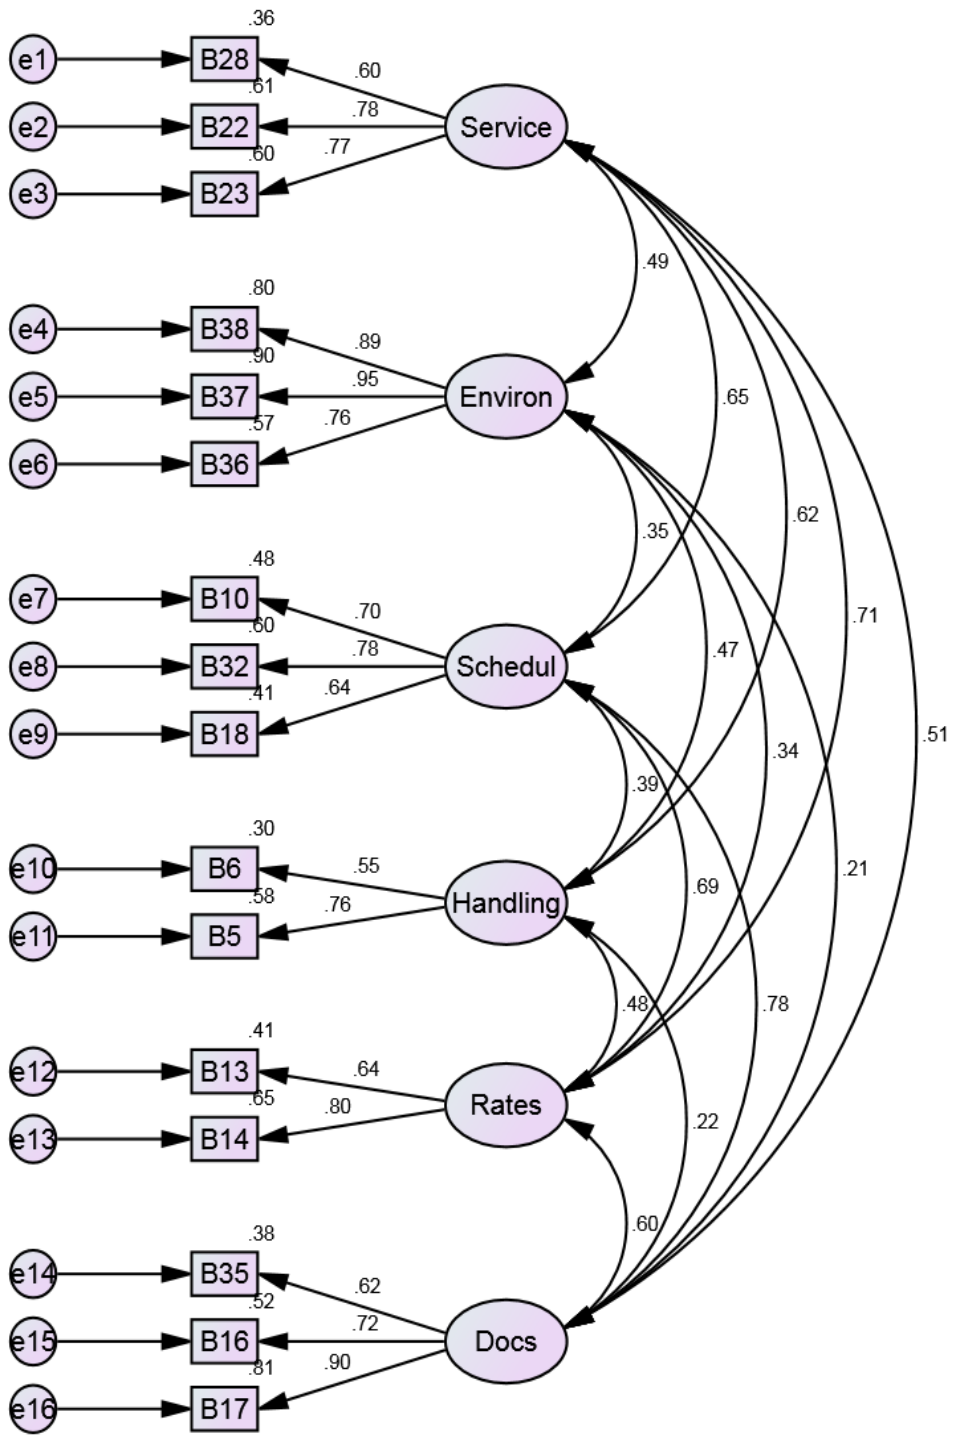 .36
e1 B28 .60
.61
e2 B22 .78 Service
.60 .77
e3 B23
.49
.80
e4 B38 .89
.90
e5 B37 .95 Environ .65
.57 .76
e6 B36
.62
.35
.48
e7 B10 .70 .71
.60
e8 B32 .78 Schedul .47
.41 .64
e9 B18 .51
.34
.39
.30
e10 B6 .55 .21
.58 .76 Handling .69
e11 B5
.48 .78
.41
e12 B13 .64
.65 .80 Rates
e13 B14 .22
.60
.38
e14 B35 .62
.52
e15 B16 .72 Docs
.81 .90
e16 B17